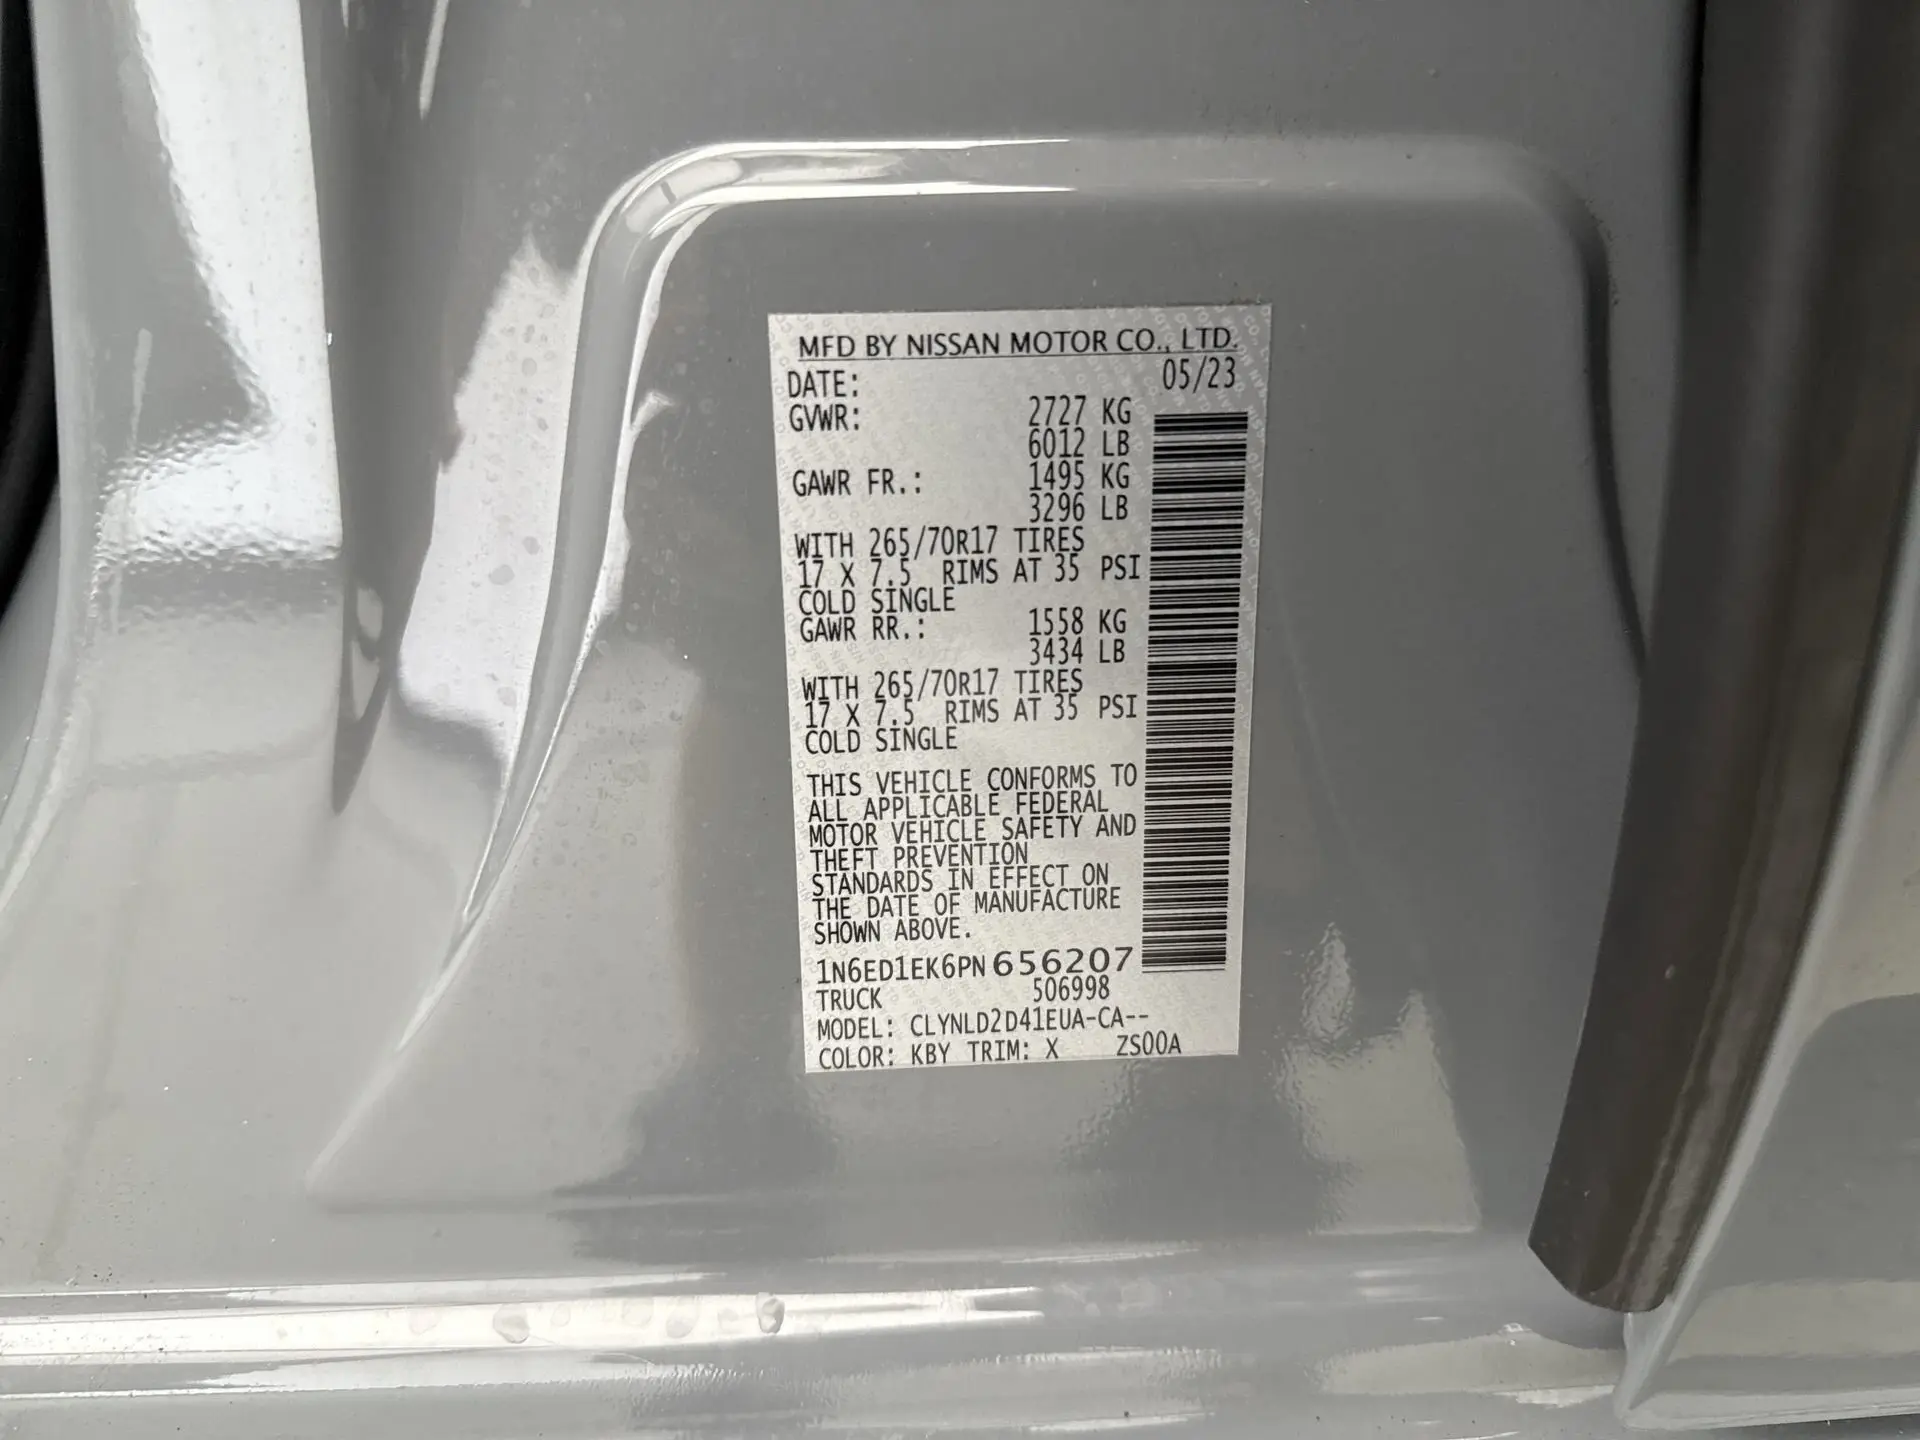 MFD BY NISSAN MOTOR CO., LTD.
DATE: 05/23
GVWR: 2727 KG
6012 LB
GAWR FR.: 1495 KG
3296 LB
WITH 265/70R17 TIRES
17 X 7.5 RIMS AT 35 PSI
COLD SINGLE
GAWR RR.: 1558 KG
3434 LB
WITH 265/70R17 TIRES
17 X 7.5 RIMS AT 35 PSI
COLD SINGLE
THIS VEHICLE CONFORMS TO
ALL APPLICABLE FEDERAL
MOTOR VEHICLE SAFETY AND
THEFT PREVENTION
STANDARDS IN EFFECT ON
THE DATE OF MANUFACTURE
SHOWN ABOVE.
1N6ED1EK6PN656207
TRUCK 506998
MODEL: CLYNLD2D41EUA-CA--
COLOR: KBY TRIM: X ZS00A